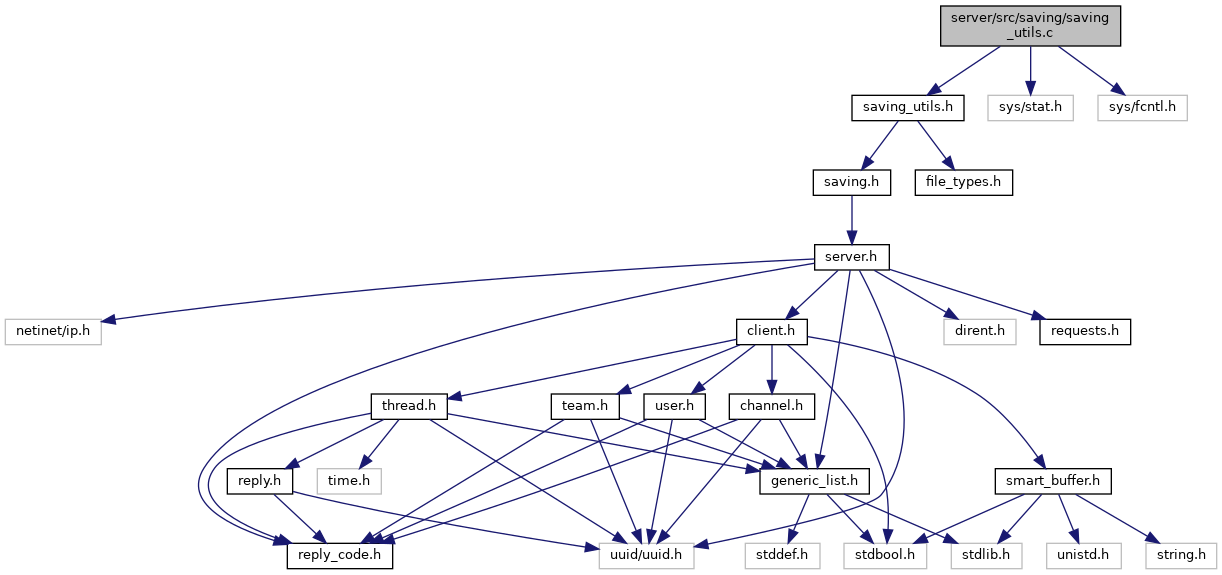 server/src/saving/saving
_utils.c
saving_utils.h
sys/stat.h
sys/fcntl.h
saving.h
file_types.h
server.h
netinet/ip.h
client.h
dirent.h
requests.h
thread.h
team.h
user.h
channel.h
reply.h
time.h
generic_list.h
smart_buffer.h
reply_code.h
uuid/uuid.h
stddef.h
stdbool.h
stdlib.h
unistd.h
string.h